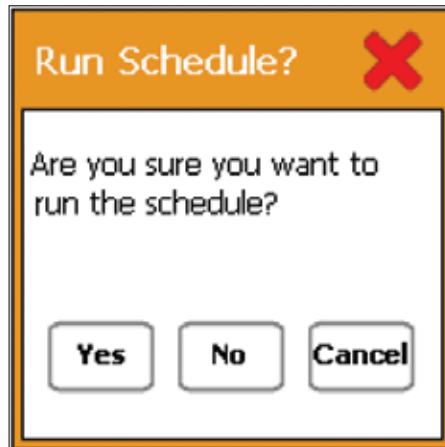 Run Schedule?
Are you sure you want to
run the schedule?
Yes No Cancel